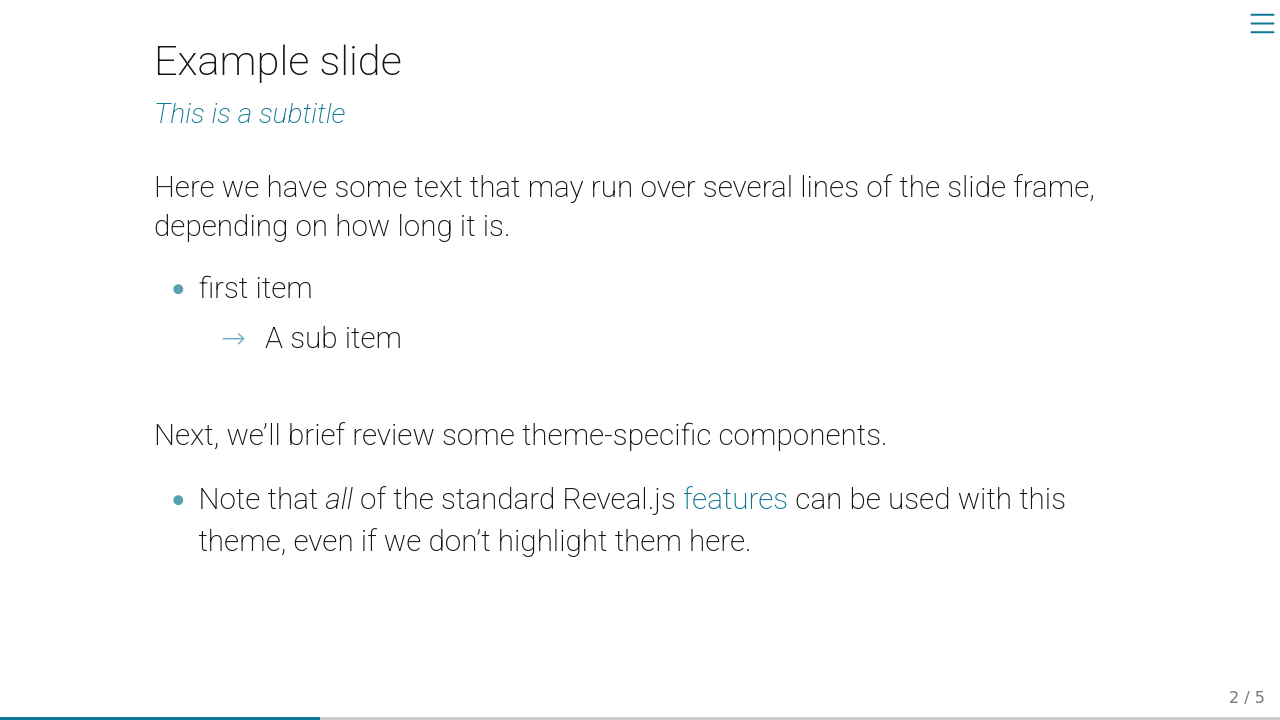 Example slide
This is a subtitle
Here we have some text that may run over several lines of the slide frame,
depending on how long it is.
• first item
→ A sub item
Next, we’ll brief review some theme-specific components.
• Note that all of the standard Reveal.js features can be used with this
theme, even if we don’t highlight them here.
2 / 5